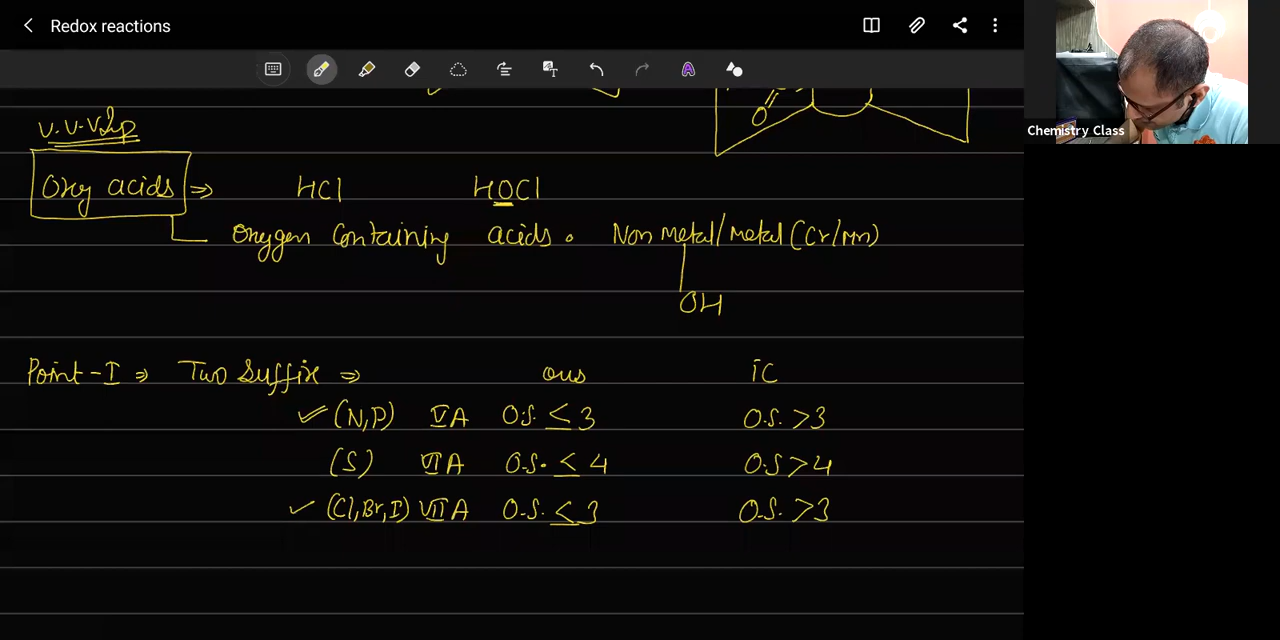 Redox reactions
Chemistry Class
O
V.V.V Imp
Oxy acids ⇒ HCl HOCl
Oxygen Containing acids. Non metal/metal (Cr/Mn)
OH
Point-I ⇒ Two Suffix ⇒ ous ic
✓ (N,P) VA O.S. ≤ 3 O.S. > 3
(S) VIA O.S. ≤ 4 O.S > 4
✓ (Cl, Br, I) VIIA O.S. ≤ 3 O.S. > 3